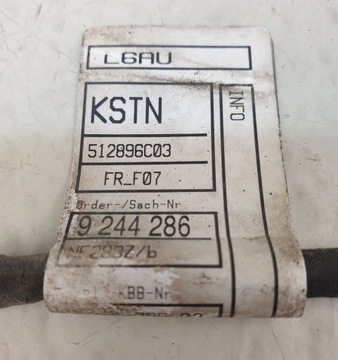 L6AU
INFO
KSTN
512896C03
FR_F07
Order-/Sach-Nr
9 244 286
KBB-Nr